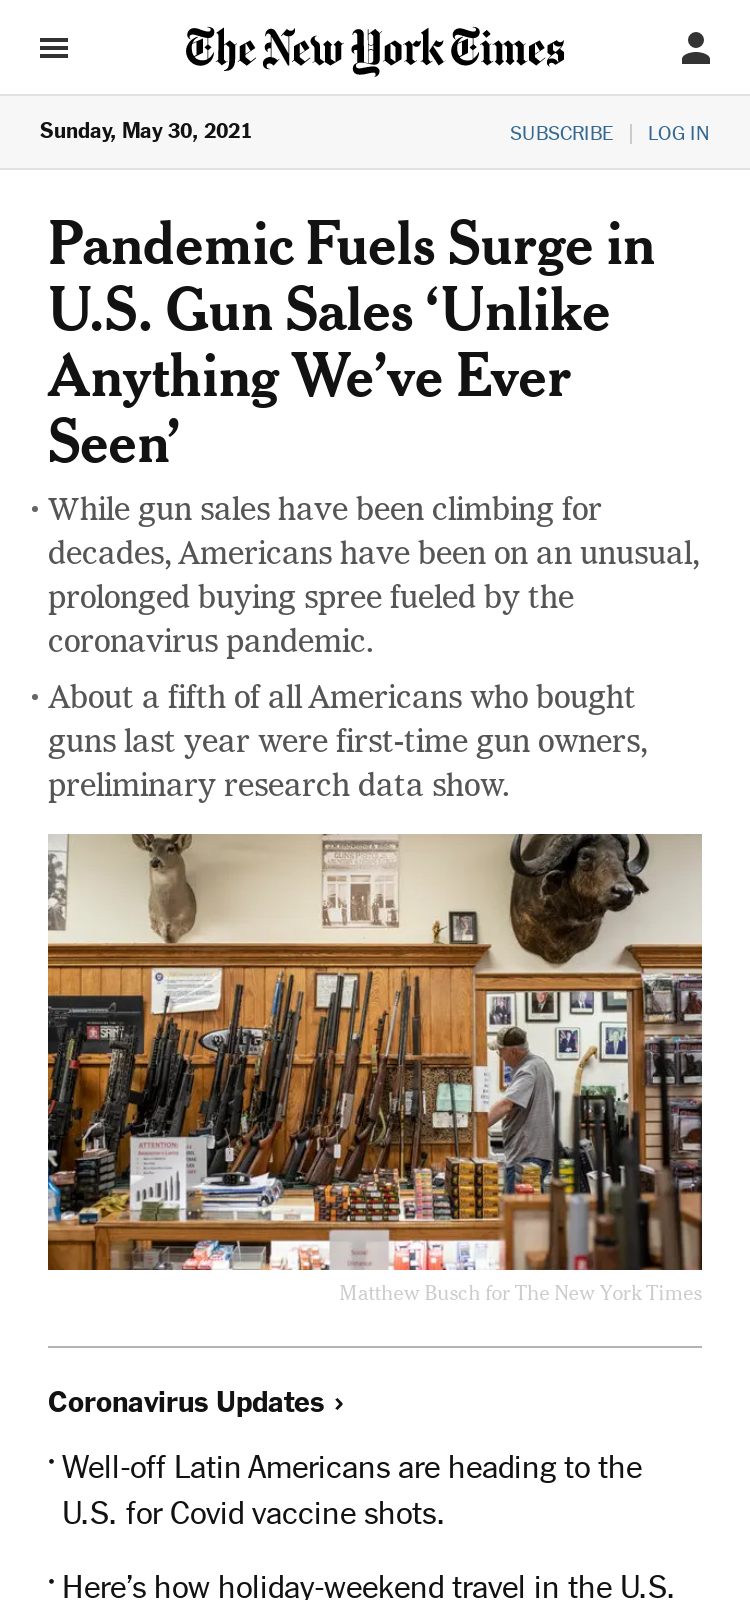 The New York Times
Sunday, May 30, 2021
SUBSCRIBE | LOG IN
Pandemic Fuels Surge in
U.S. Gun Sales ‘Unlike
Anything We’ve Ever
Seen’
• While gun sales have been climbing for
decades, Americans have been on an unusual,
prolonged buying spree fueled by the
coronavirus pandemic.
• About a fifth of all Americans who bought
guns last year were first-time gun owners,
preliminary research data show.
ATTENTION:
Social
Distance
Matthew Busch for The New York Times
Coronavirus Updates ›
• Well-off Latin Americans are heading to the
U.S. for Covid vaccine shots.
• Here’s how holiday-weekend travel in the U.S.